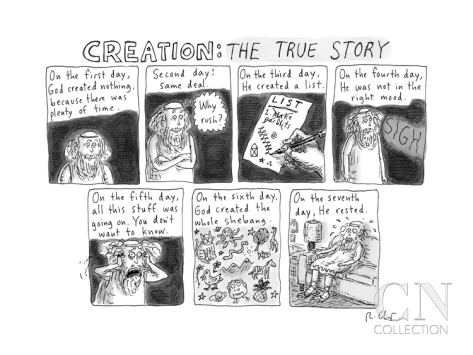 CREATION: THE TRUE STORY
On the first day,
God created nothing,
because there was
plenty of time.
Second day:
same deal.
Why
rush?
On the third day,
He created a list.
LIST
On the fourth day,
He was not in the
right mood.
SIGH
On the fifth day,
all this stuff was
going on. You don't
want to know.
On the sixth day,
God created the
whole shebang.
On the seventh
day, He rested.
CN
COLLECTION